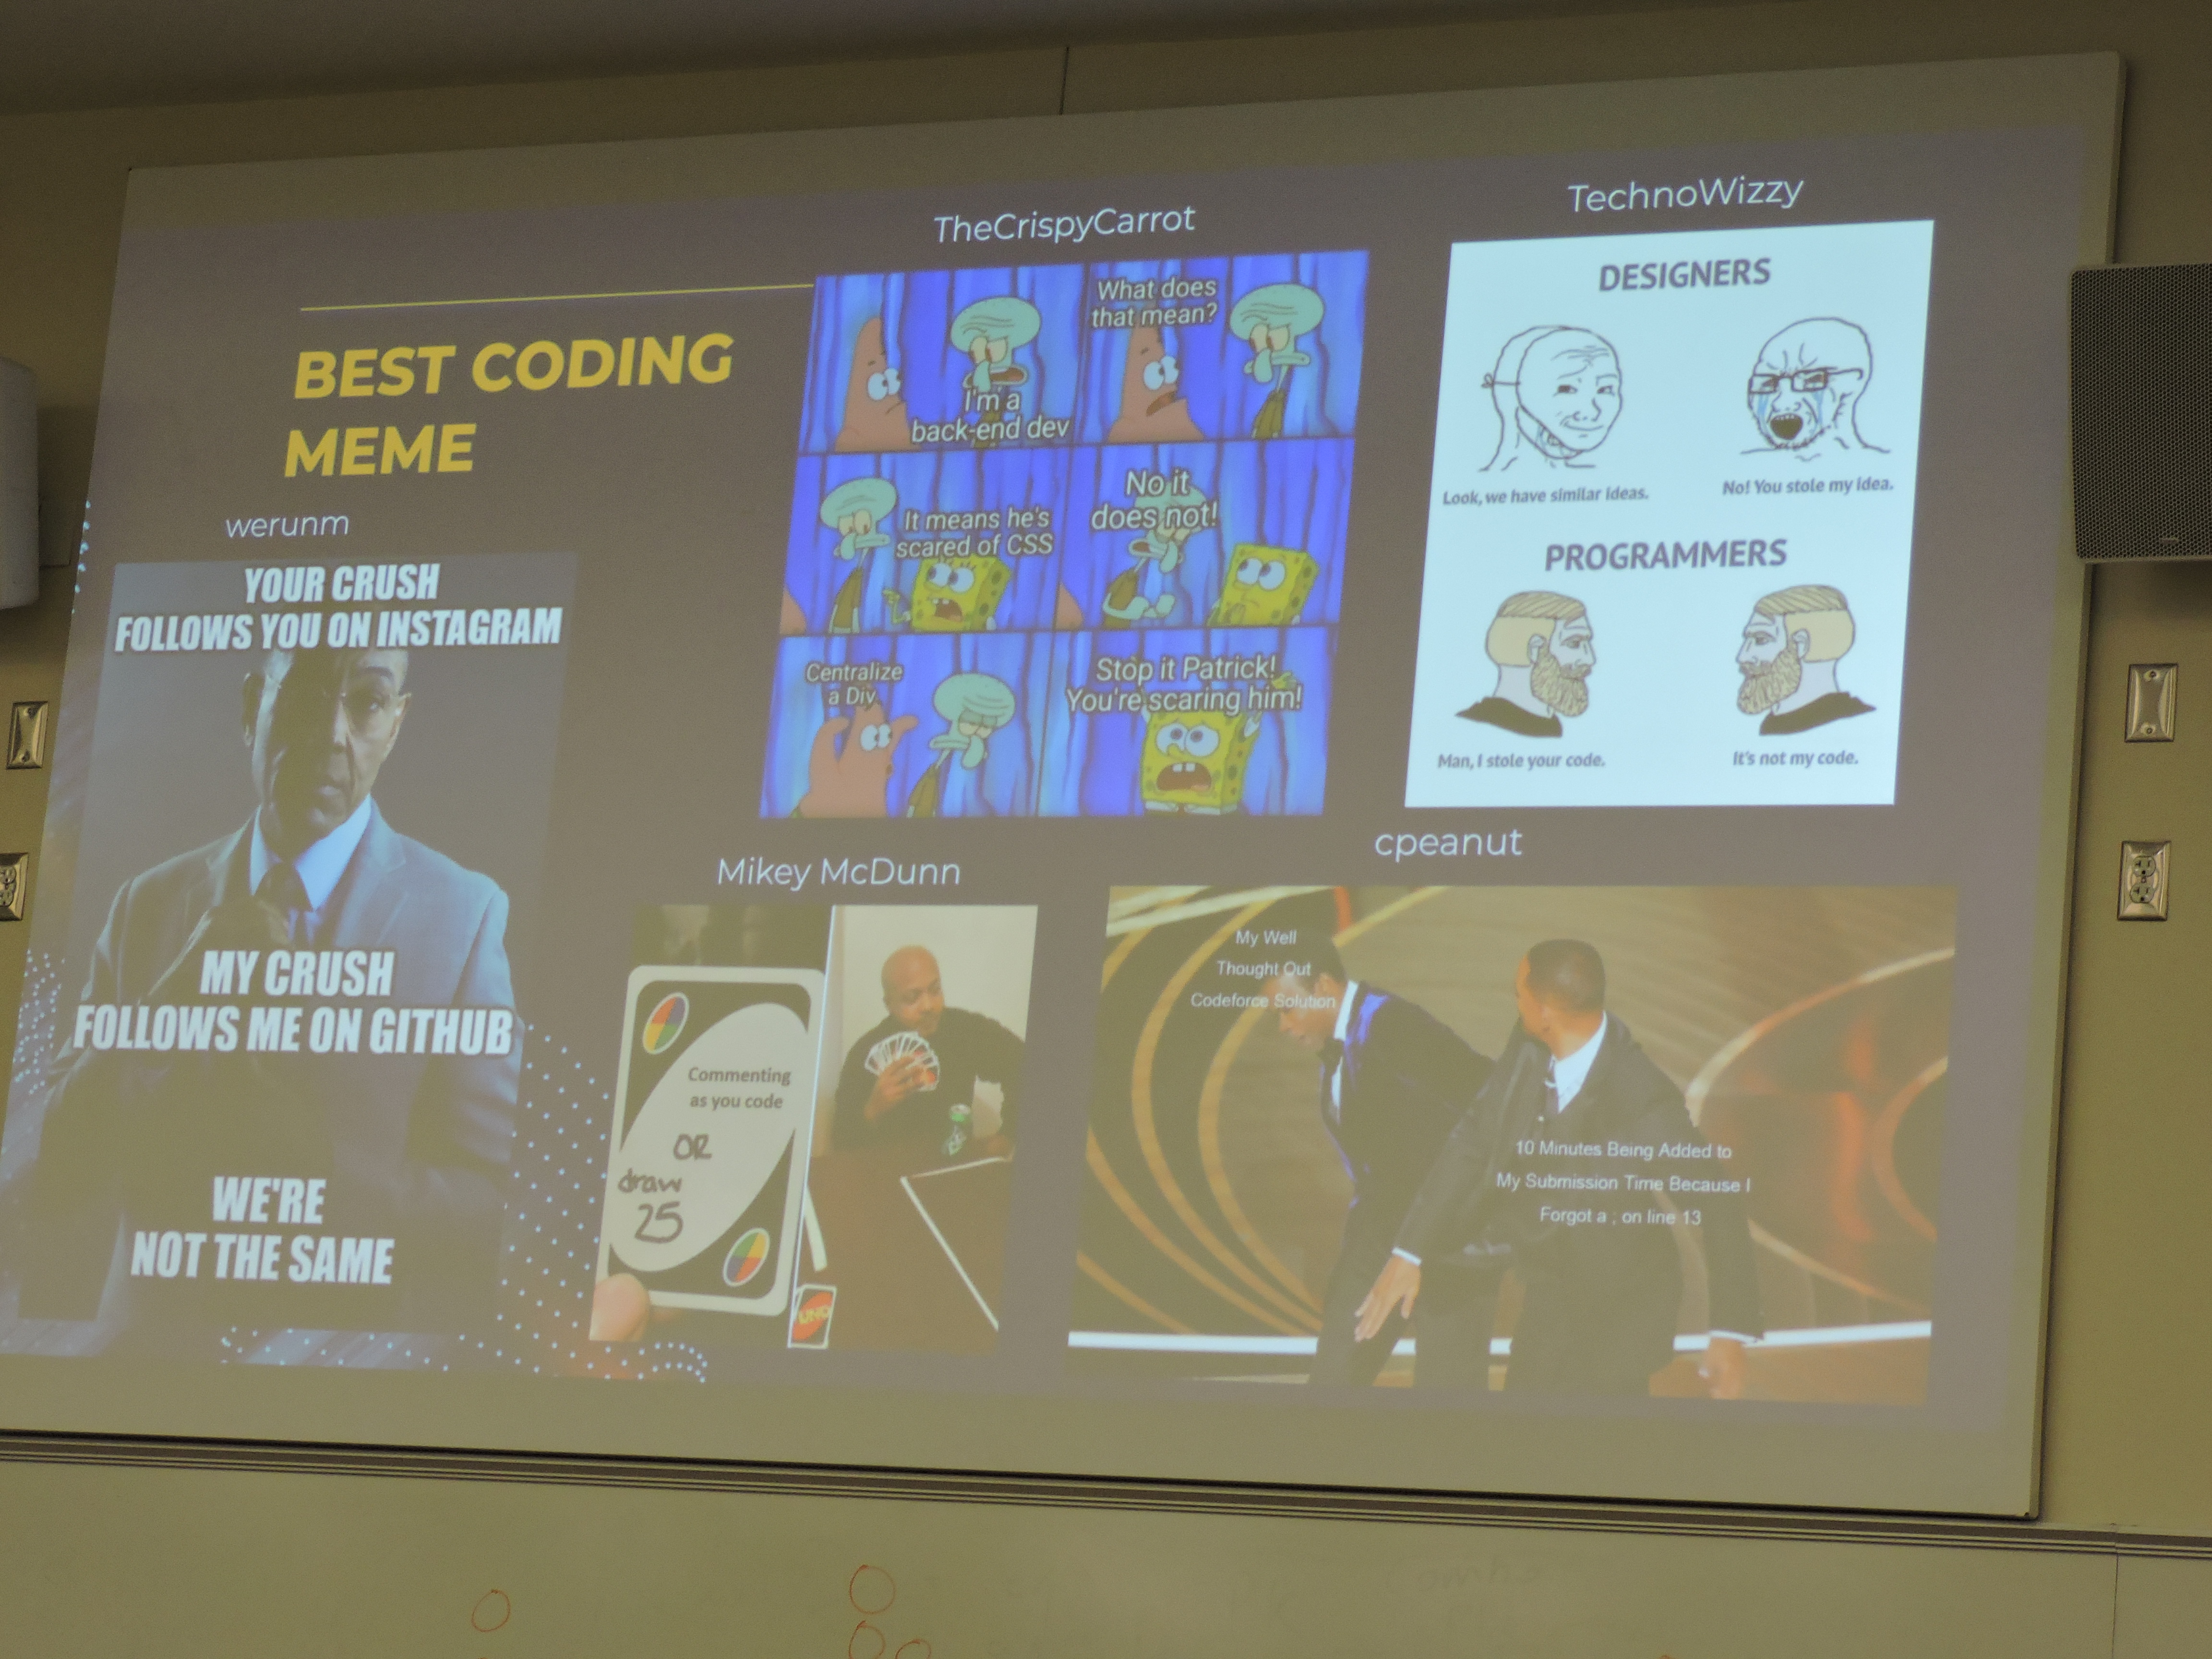 BEST CODING
MEME
werunm
YOUR CRUSH
FOLLOWS YOU ON INSTAGRAM
MY CRUSH
FOLLOWS ME ON GITHUB
WE'RE
NOT THE SAME
TheCrispyCarrot
I'm a
back-end dev
What does
that mean?
It means he's
scared of CSS
No it
does not!
Centralize
a Div
Stop it Patrick!
You're scaring him!
TechnoWizzy
DESIGNERS
Look, we have similar ideas.
No! You stole my idea.
PROGRAMMERS
Man, I stole your code.
It's not my code.
Mikey McDunn
Commenting
as you code
OR
draw
25
UNO
cpeanut
My Well
Thought Out
Codeforce Solution
10 Minutes Being Added to
My Submission Time Because I
Forgot a ; on line 13